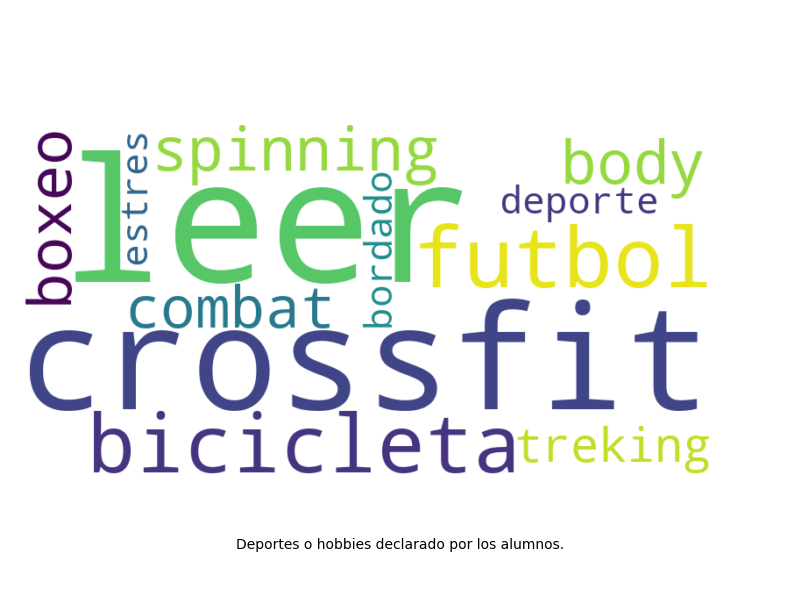 boxeo
estres
spinning
body
leer
bordado
deporte
futbol
combat
crossfit
bicicleta
treking
Deportes o hobbies declarado por los alumnos.